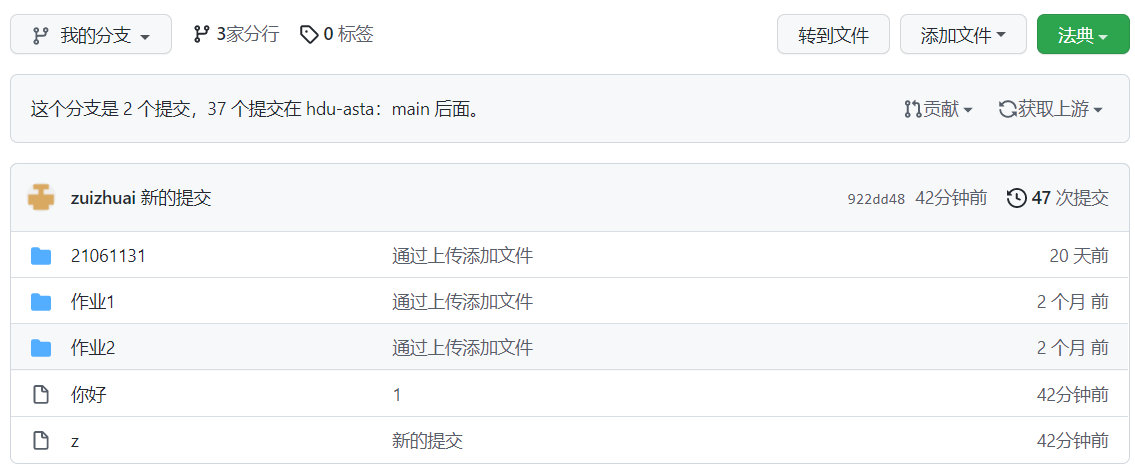 我的分支 3家分行 0 标签 转到文件 添加文件 法典
这个分支是 2 个提交，37 个提交在 hdu-asta：main 后面。 贡献 获取上游
zuizhuai 新的提交 922dd48 42分钟前 47 次提交
21061131 通过上传添加文件 20 天前
作业1 通过上传添加文件 2 个月 前
作业2 通过上传添加文件 2 个月 前
你好 1 42分钟前
z 新的提交 42分钟前